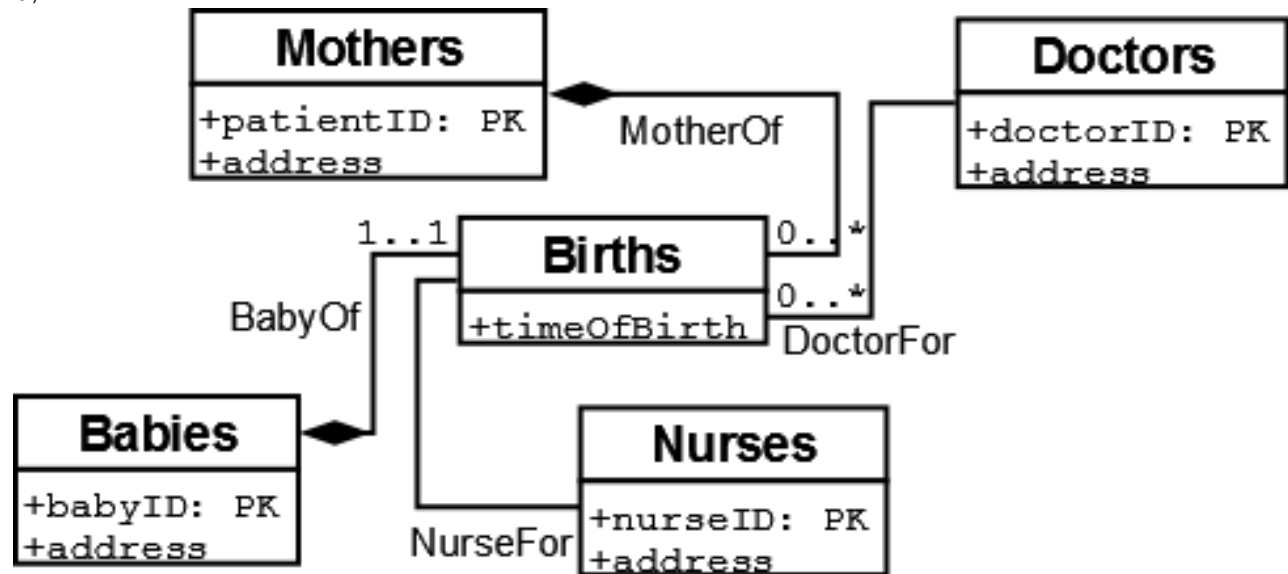 Mothers
+patientID: PK
+address
MotherOf
Doctors
+doctorID: PK
+address
1..1
Births
+timeOfBirth
0..*
0..*
DoctorFor
BabyOf
Babies
+babyID: PK
+address
NurseFor
Nurses
+nurseID: PK
+address